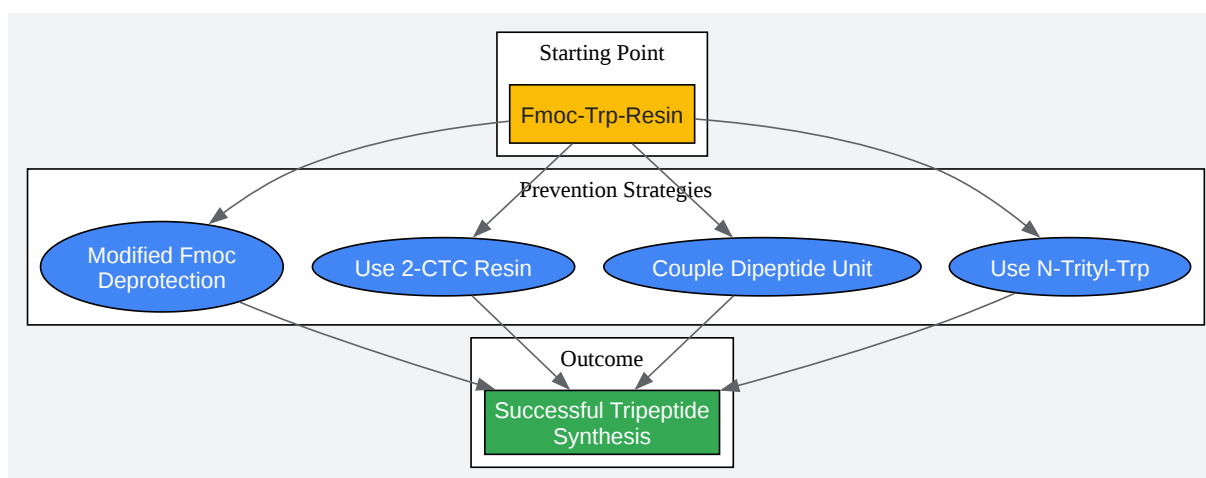 Starting Point
Fmoc-Trp-Resin
Prevention Strategies
Modified Fmoc
Deprotection
Use 2-CTC Resin
Couple Dipeptide Unit
Use N-Trityl-Trp
Outcome
Successful Tripeptide
Synthesis